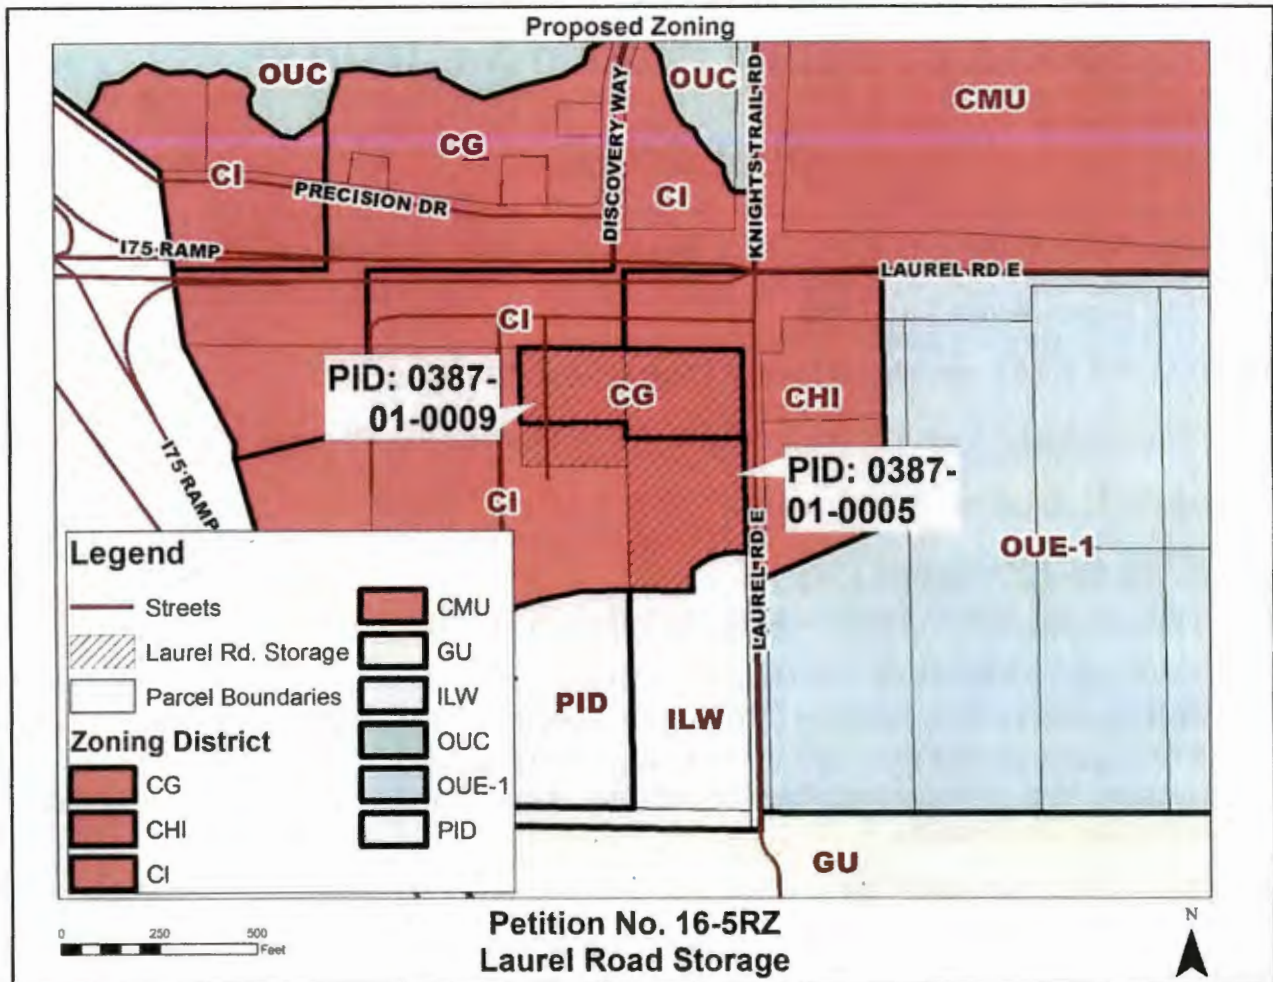 Proposed Zoning
OUC
OUC
CMU
CG
CI
CI
PRECISION DR
DISCOVERY WAY
KNIGHTS TRAIL RD
I75 RAMP
LAUREL RD E
CI
PID: 0387-
01-0009
CG
CHI
I75 RAMP
CI
PID: 0387-
01-0005
LAUREL RD E
OUE-1
PID
ILW
GU
Legend
Streets
Laurel Rd. Storage
Parcel Boundaries
Zoning District
CG
CHI
CI
CMU
GU
ILW
OUC
OUE-1
PID
0 250 500
Feet
Petition No. 16-5RZ
Laurel Road Storage
N